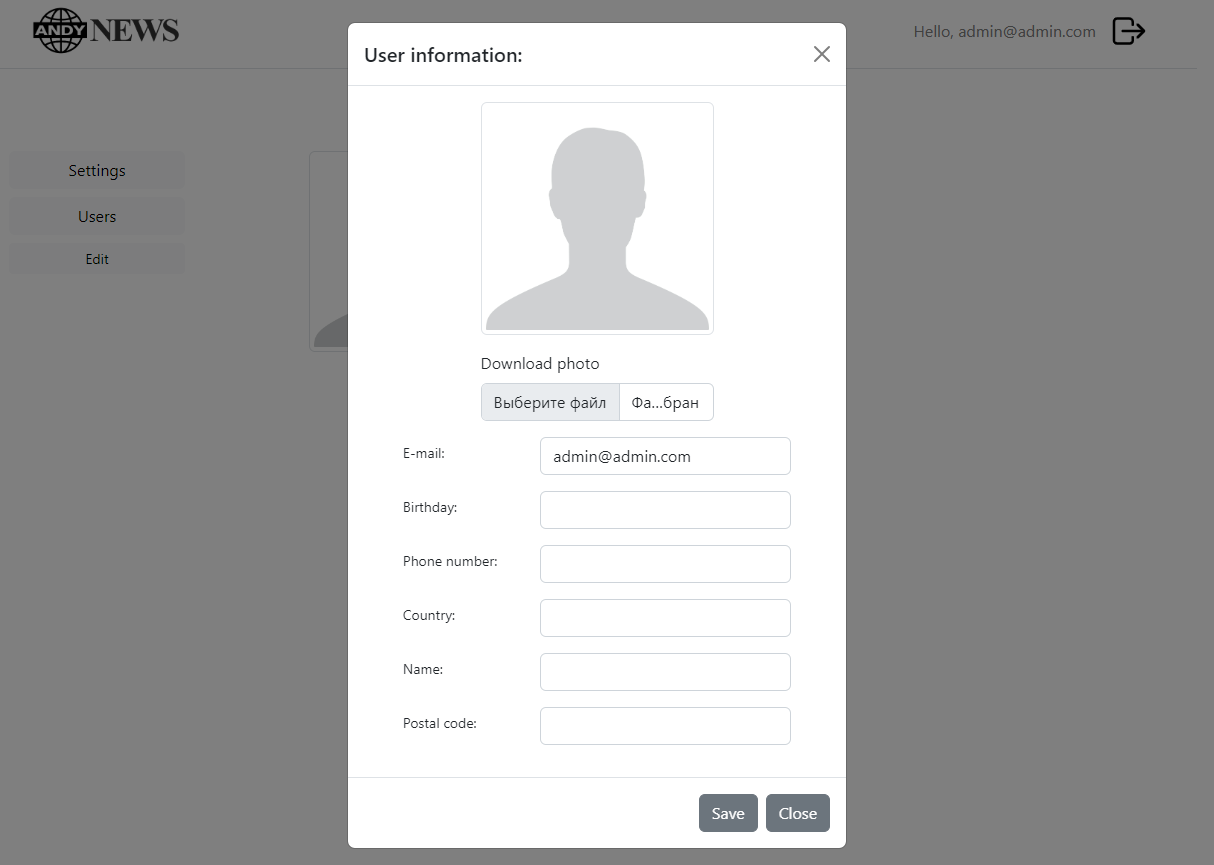 ANDY NEWS
Hello, admin@admin.com
Settings
Users
Edit
User information:
Download photo
Выберите файл Фа...бран
E-mail: admin@admin.com
Birthday:
Phone number:
Country:
Name:
Postal code:
Save Close